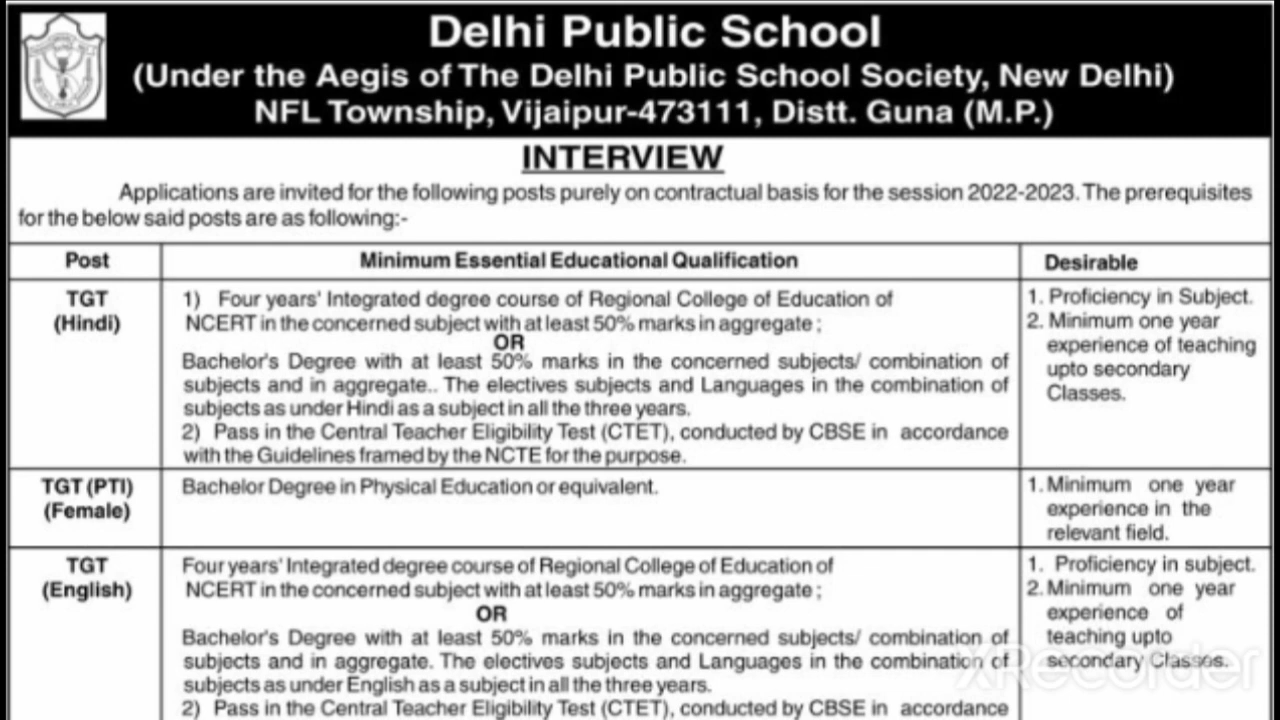 Delhi Public School
(Under the Aegis of The Delhi Public School Society, New Delhi)
NFL Township, Vijaipur-473111, Distt. Guna (M.P.)
INTERVIEW
Applications are invited for the following posts purely on contractual basis for the session 2022-2023. The prerequisites
for the below said posts are as following:-
Post
Minimum Essential Educational Qualification
Desirable
TGT
(Hindi)
1) Four years' Integrated degree course of Regional College of Education of
NCERT in the concerned subject with at least 50% marks in aggregate ;
OR
Bachelor's Degree with at least 50% marks in the concerned subjects/ combination of
subjects and in aggregate.. The electives subjects and Languages in the combination of
subjects as under Hindi as a subject in all the three years.
2) Pass in the Central Teacher Eligibility Test (CTET), conducted by CBSE in accordance
with the Guidelines framed by the NCTE for the purpose.
1. Proficiency in Subject.
2. Minimum one year
experience of teaching
upto secondary
Classes.
TGT (PTI)
(Female)
Bachelor Degree in Physical Education or equivalent.
1. Minimum one year
experience in the
relevant field.
TGT
(English)
Four years' Integrated degree course of Regional College of Education of
NCERT in the concerned subject with at least 50% marks in aggregate ;
OR
Bachelor's Degree with at least 50% marks in the concerned subjects/ combination of
subjects and in aggregate. The electives subjects and Languages in the combination of
subjects as under English as a subject in all the three years.
2) Pass in the Central Teacher Eligibility Test (CTET), conducted by CBSE in accordance
1. Proficiency in subject.
2. Minimum one year
experience of
teaching upto
secondary Classes.
XRecorder